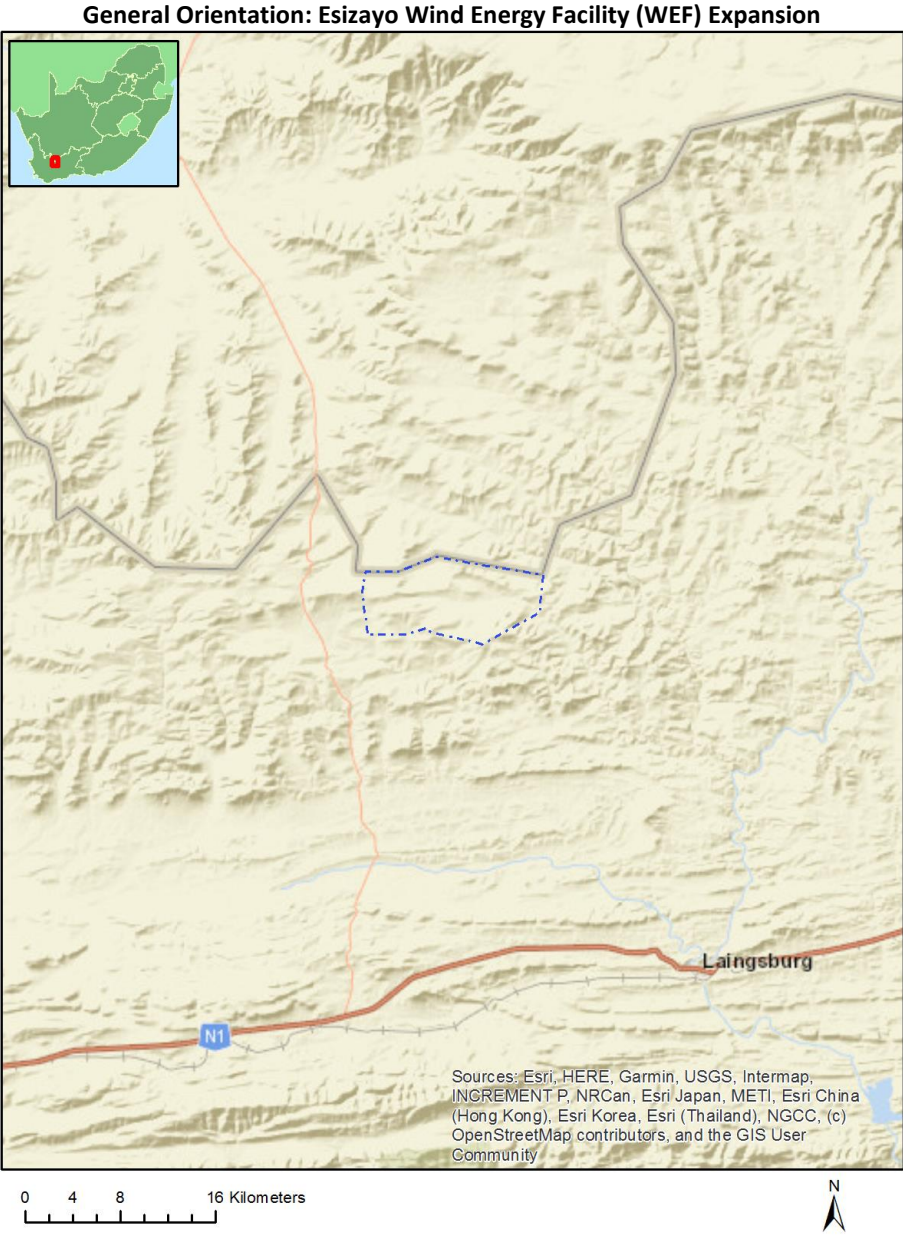 General Orientation: Esizayo Wind Energy Facility (WEF) Expansion
Laingsburg
N1
Sources: Esri, HERE, Garmin, USGS, Intermap,
INCREMENT P, NRCan, Esri Japan, METI, Esri China
(Hong Kong), Esri Korea, Esri (Thailand), NGCC, (c)
OpenStreetMap contributors, and the GIS User
Community
0 4 8 16 Kilometers
N